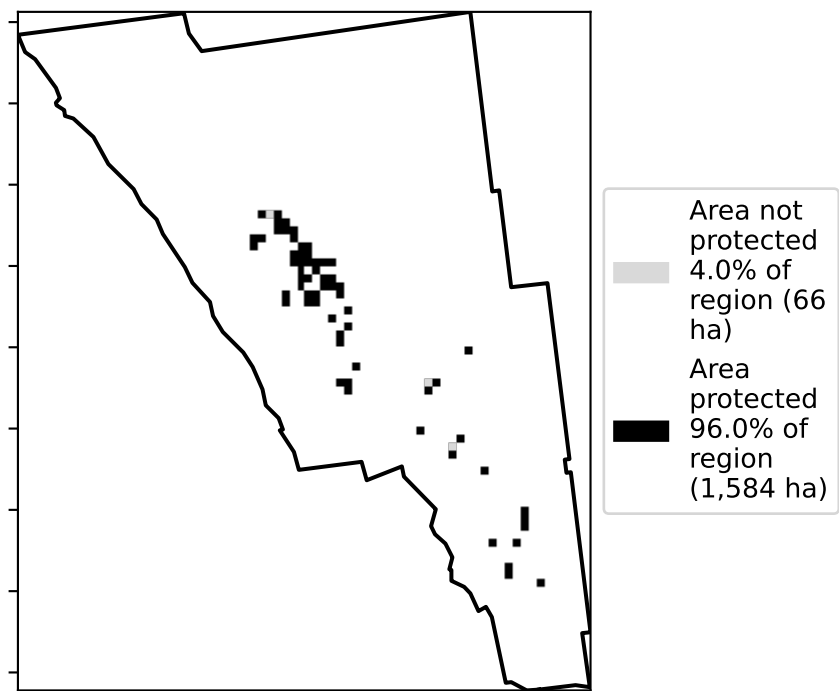 Area not
protected
4.0% of
region (66
ha)
Area
protected
96.0% of
region
(1,584 ha)